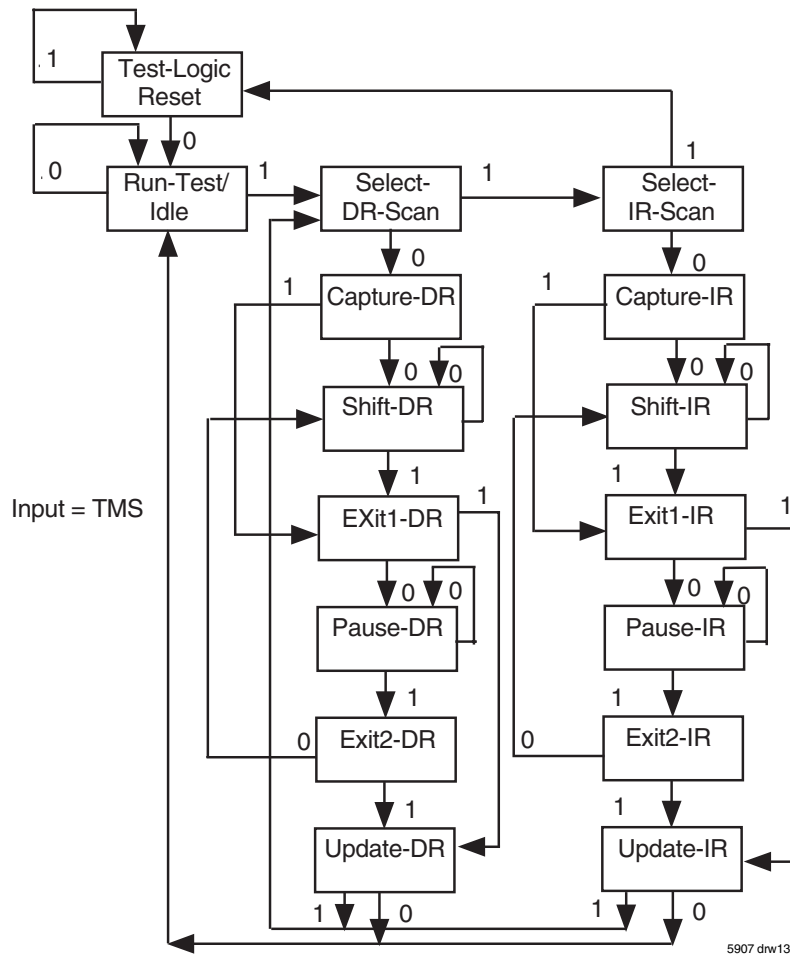 1
Test-Logic
Reset
0
1
0
Run-Test/
Idle
1
Select-
DR-Scan
1
Select-
IR-Scan
0
0
1
Capture-DR
1
Capture-IR
0
0
0
0
Shift-DR
Shift-IR
1
1
Input = TMS
EXit1-DR
1
Exit1-IR
1
0
0
0
0
Pause-DR
Pause-IR
1
1
0
Exit2-DR
0
Exit2-IR
1
1
Update-DR
Update-IR
1
0
1
0
5907 drw13